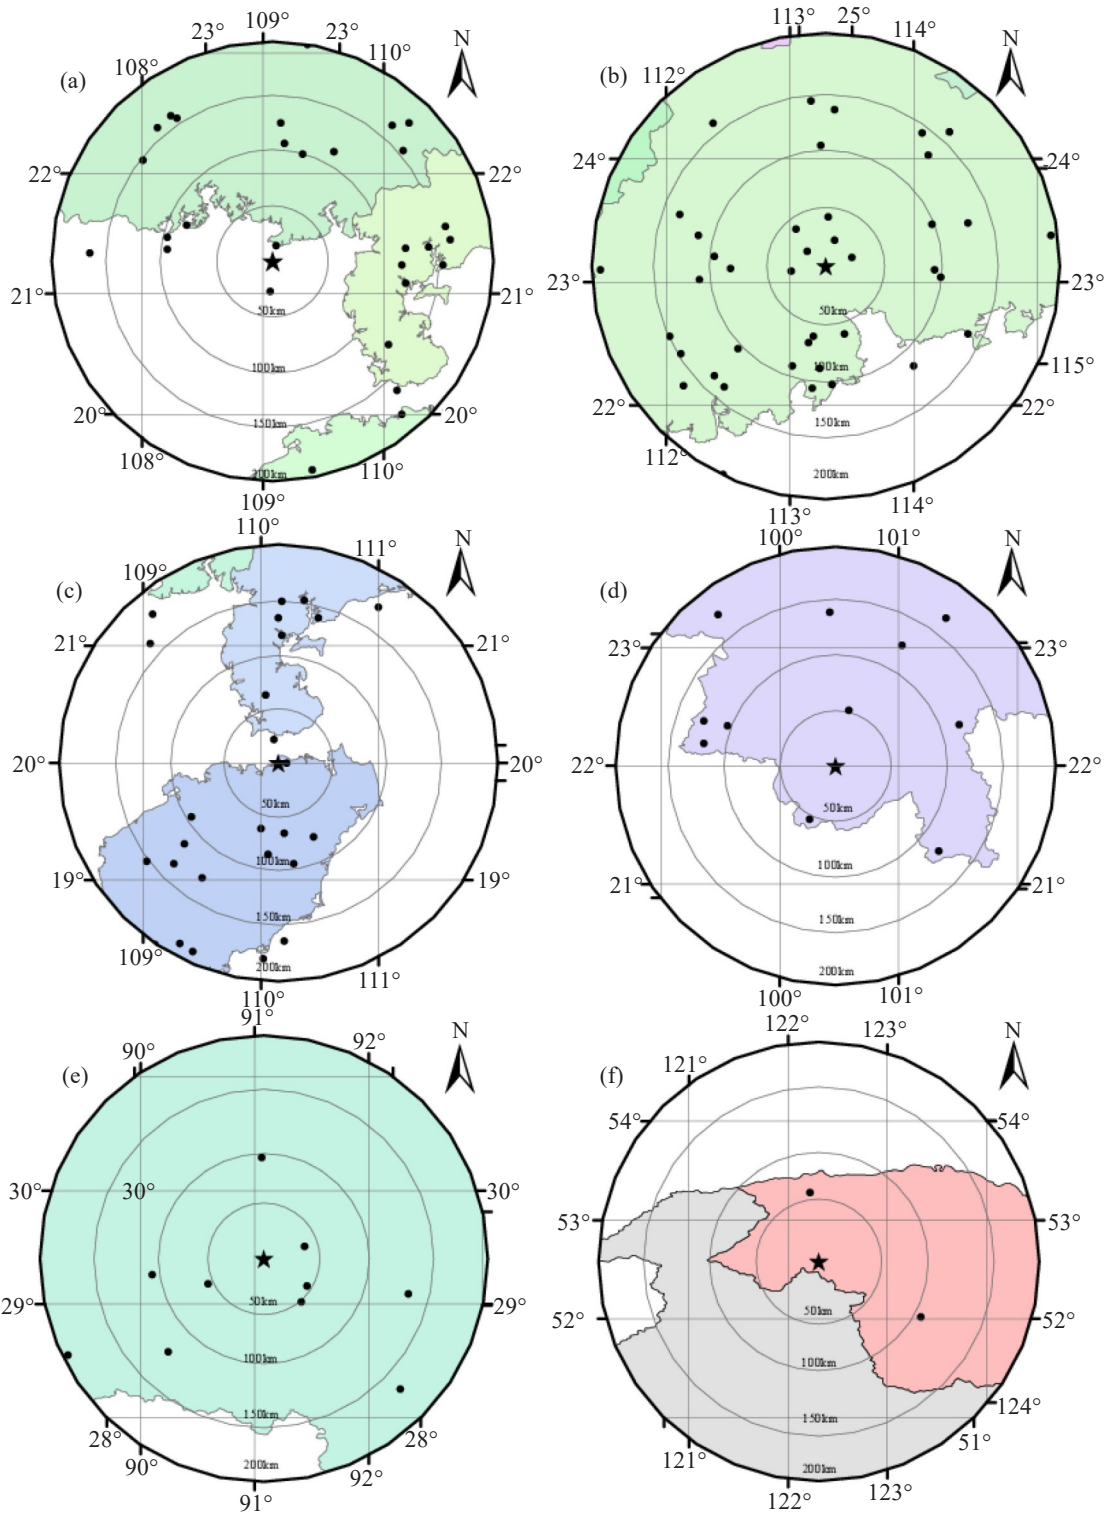 109°
23° 23°
108° 110°
N
(a)
22° 22°
21° 21°
50km
100km
20° 20°
150km
108° 110°
200km
109°
113° 25° 114°
N
(b)
112°
24° 24°
23° 23°
50km
100km
115°
22° 22°
150km
112°
200km
113° 114°
110°
111°
N
109°
(c)
21° 21°
20° 20°
50km
100km
19° 19°
150km
109° 111°
200km
110°
100° 101°
N
(d)
23° 23°
22° 22°
50km
100km
21° 21°
150km
200km
100° 101°
91°
90° 92°
N
(e)
30° 30° 30°
29° 29°
50km
100km
150km
28° 28°
90° 92°
200km
91°
122° 123°
N
(f)
121°
54° 54°
53° 53°
52° 52°
50km
100km
124°
150km
51°
121°
200km
122° 123°